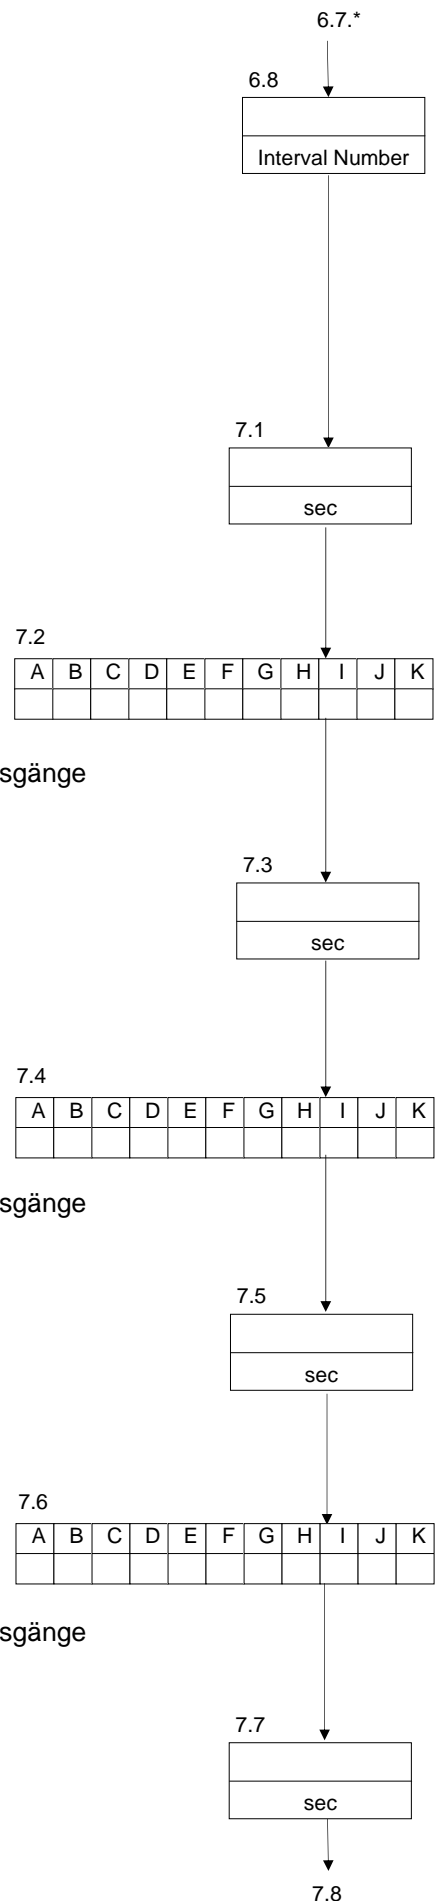 6.7.*
6.8
Interval Number
7.1
sec
7.2
A B C D E F G H I J K
sgänge
7.3
sec
7.4
A B C D E F G H I J K
sgänge
7.5
sec
7.6
A B C D E F G H I J K
sgänge
7.7
sec
7.8